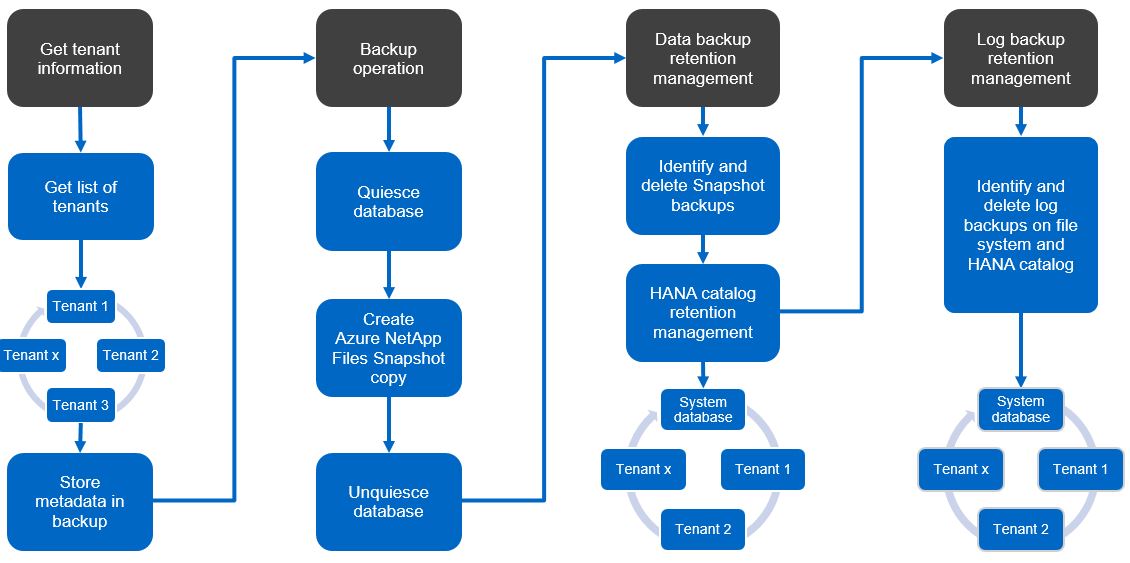 Get tenant
information
Get list of
tenants
Tenant 1
Tenant x
Tenant 2
Tenant 3
Store
metadata in
backup
Backup
operation
Quiesce
database
Create
Azure NetApp
Files Snapshot
copy
Unquiesce
database
Data backup
retention
management
Identify and
delete Snapshot
backups
HANA catalog
retention
management
System
database
Tenant x
Tenant 1
Tenant 2
Log backup
retention
management
Identify and
delete log
backups on file
system and
HANA catalog
System
database
Tenant x
Tenant 1
Tenant 2